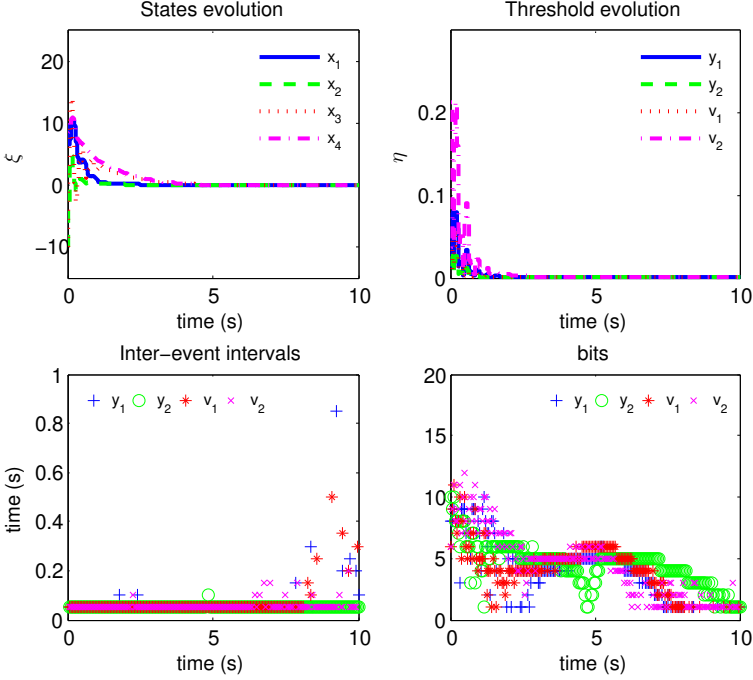 States evolution
ξ
20
10
0
−10
x1
x2
x3
x4
0 5 10
time (s)
Threshold evolution
η
0.2
0.1
0
y1
y2
v1
v2
0 5 10
time (s)
Inter−event intervals
time (s)
1
0.8
0.6
0.4
0.2
0
y1 y2 v1 v2
0 5 10
time (s)
bits
20
15
10
5
0
y1 y2 v1 v2
0 5 10
time (s)